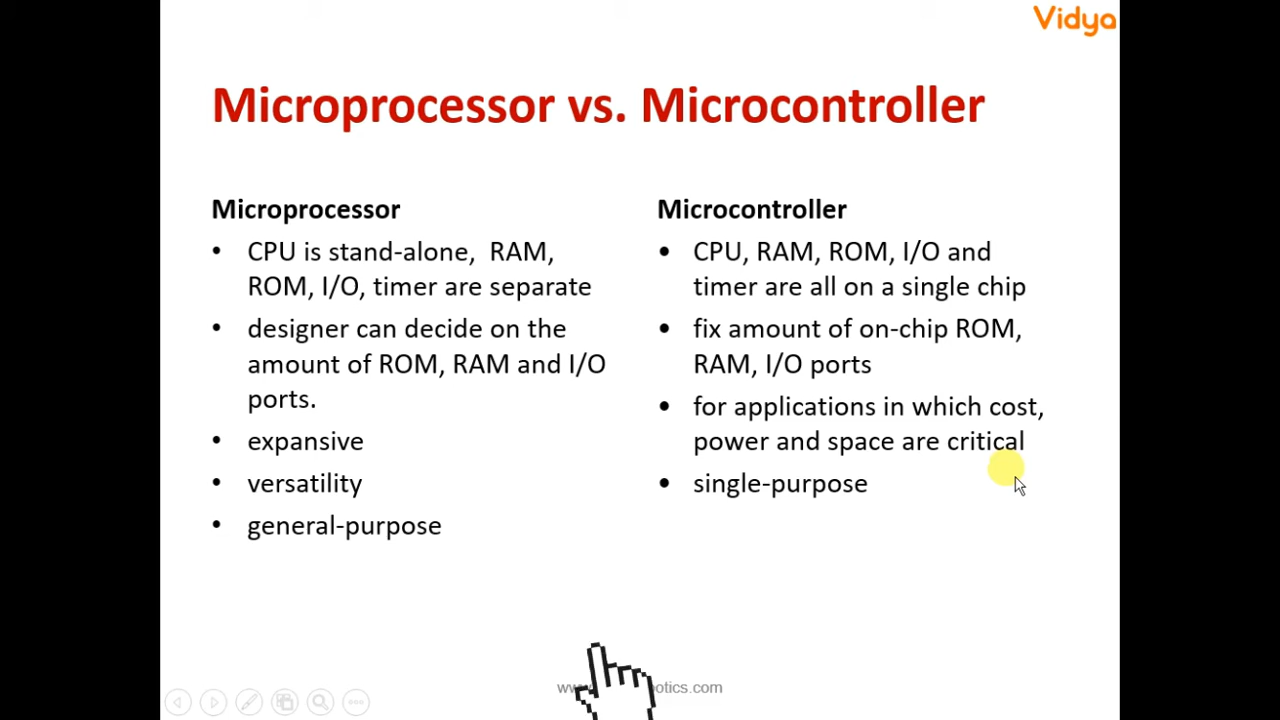 Vidya
Microprocessor vs. Microcontroller
Microprocessor
• CPU is stand-alone, RAM,
ROM, I/O, timer are separate
• designer can decide on the
amount of ROM, RAM and I/O
ports.
• expansive
• versatility
• general-purpose
Microcontroller
• CPU, RAM, ROM, I/O and
timer are all on a single chip
• fix amount of on-chip ROM,
RAM, I/O ports
• for applications in which cost,
power and space are critical
• single-purpose